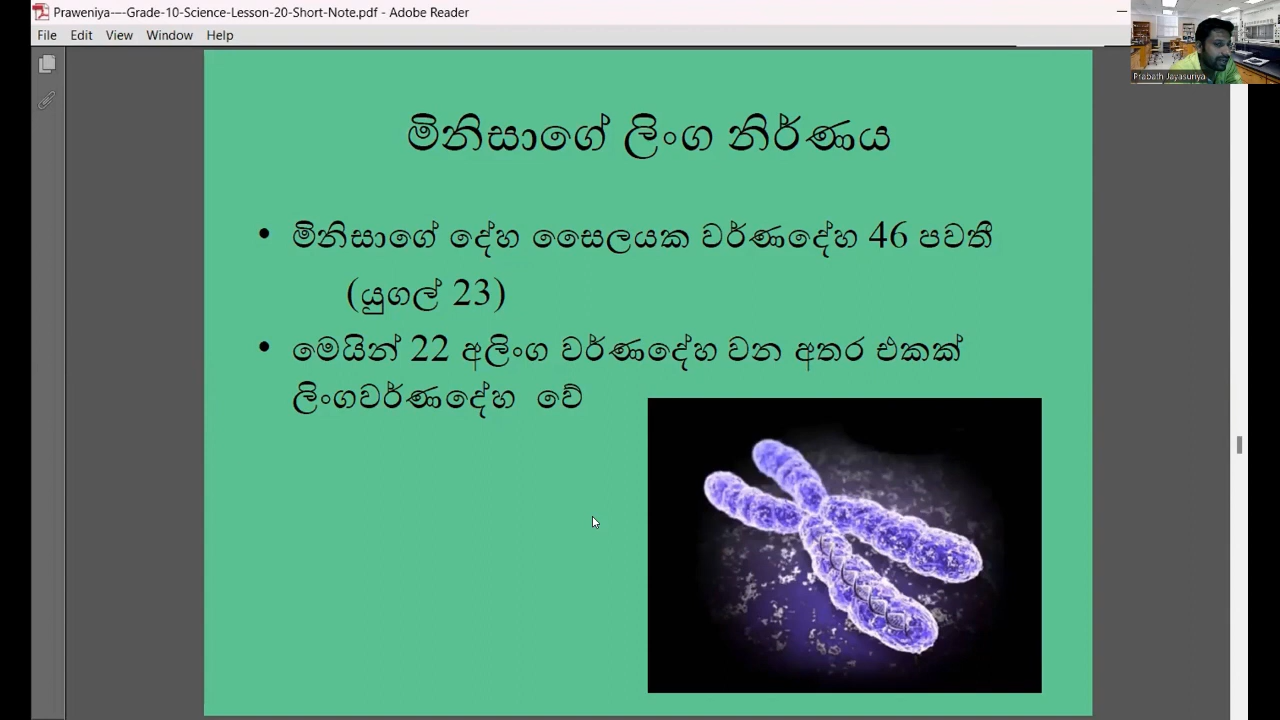 Praweniya-–-Grade-10-Science-Lesson-20-Short-Note.pdf - Adobe Reader
File Edit View Window Help
Prabath Jayasuriya
මිනිසාගේ ලිංග නිර්ණය
• මිනිසාගේ දේහ සෛලයක වර්ණදේහ 46 පවතී
(යුගල් 23)
• මෙයින් 22 අලිංග වර්ණදේහ වන අතර එකක්
ලිංගවර්ණදේහ වේ